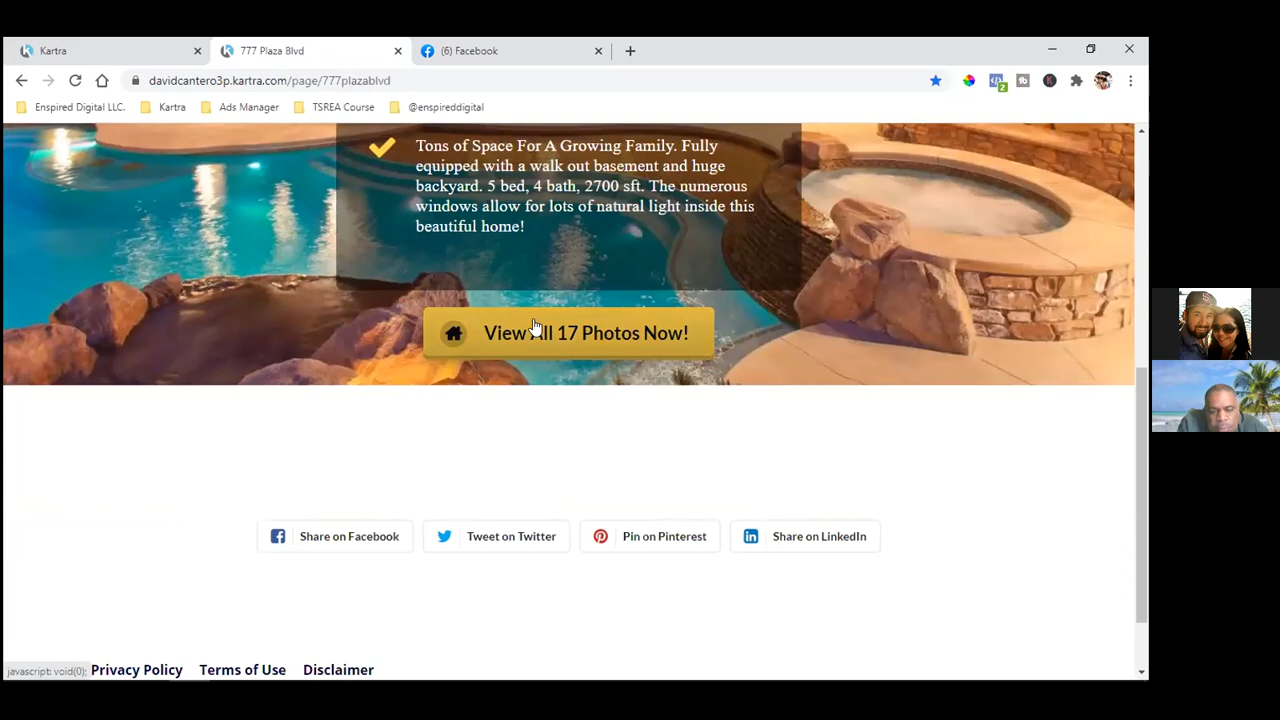 Kartra
777 Plaza Blvd
(6) Facebook
davidcantero3p.kartra.com/page/777plazablvd
2
Enspired Digital LLC.
Kartra
Ads Manager
TSREA Course
@enspireddigital
Tons of Space For A Growing Family. Fully
equipped with a walk out basement and huge
backyard. 5 bed, 4 bath, 2700 sft. The numerous
windows allow for lots of natural light inside this
beautiful home!
View All 17 Photos Now!
Share on Facebook
Tweet on Twitter
Pin on Pinterest
Share on LinkedIn
javascript: void(0);
Privacy Policy
Terms of Use
Disclaimer